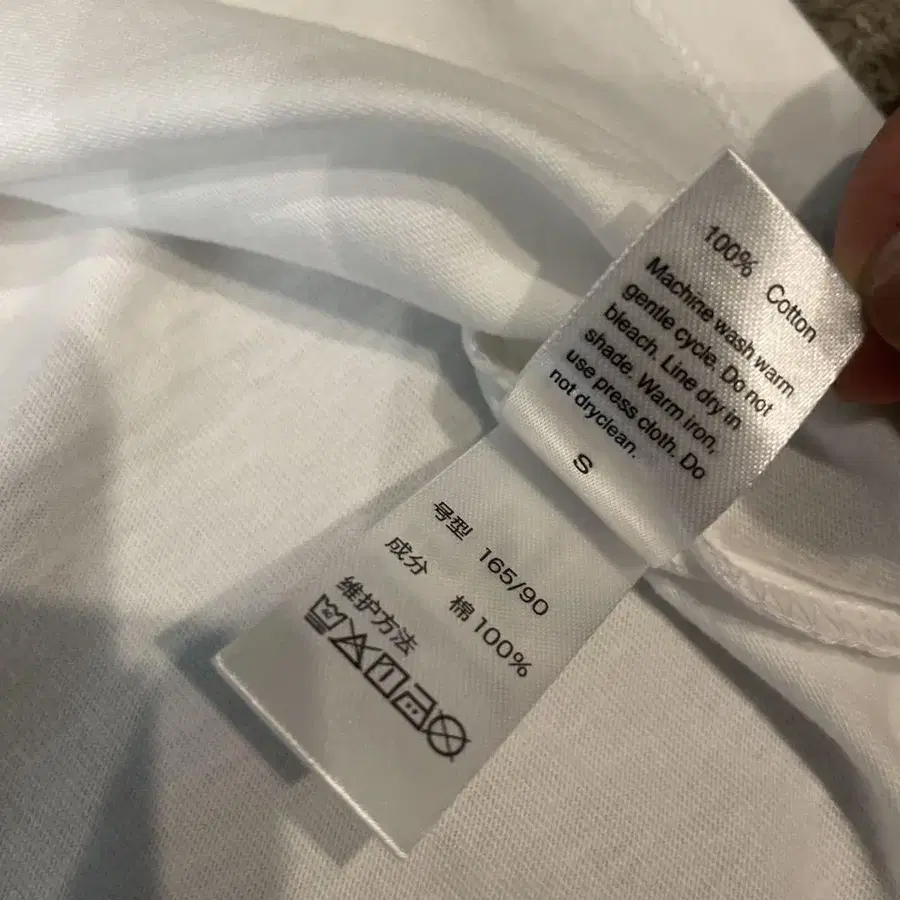 100% Cotton
Machine wash warm
gentle cycle. Do not
bleach. Line dry in
shade. Warm iron,
use press cloth. Do
not dryclean.
S
号型 165/90
成分 棉100%
维护方法